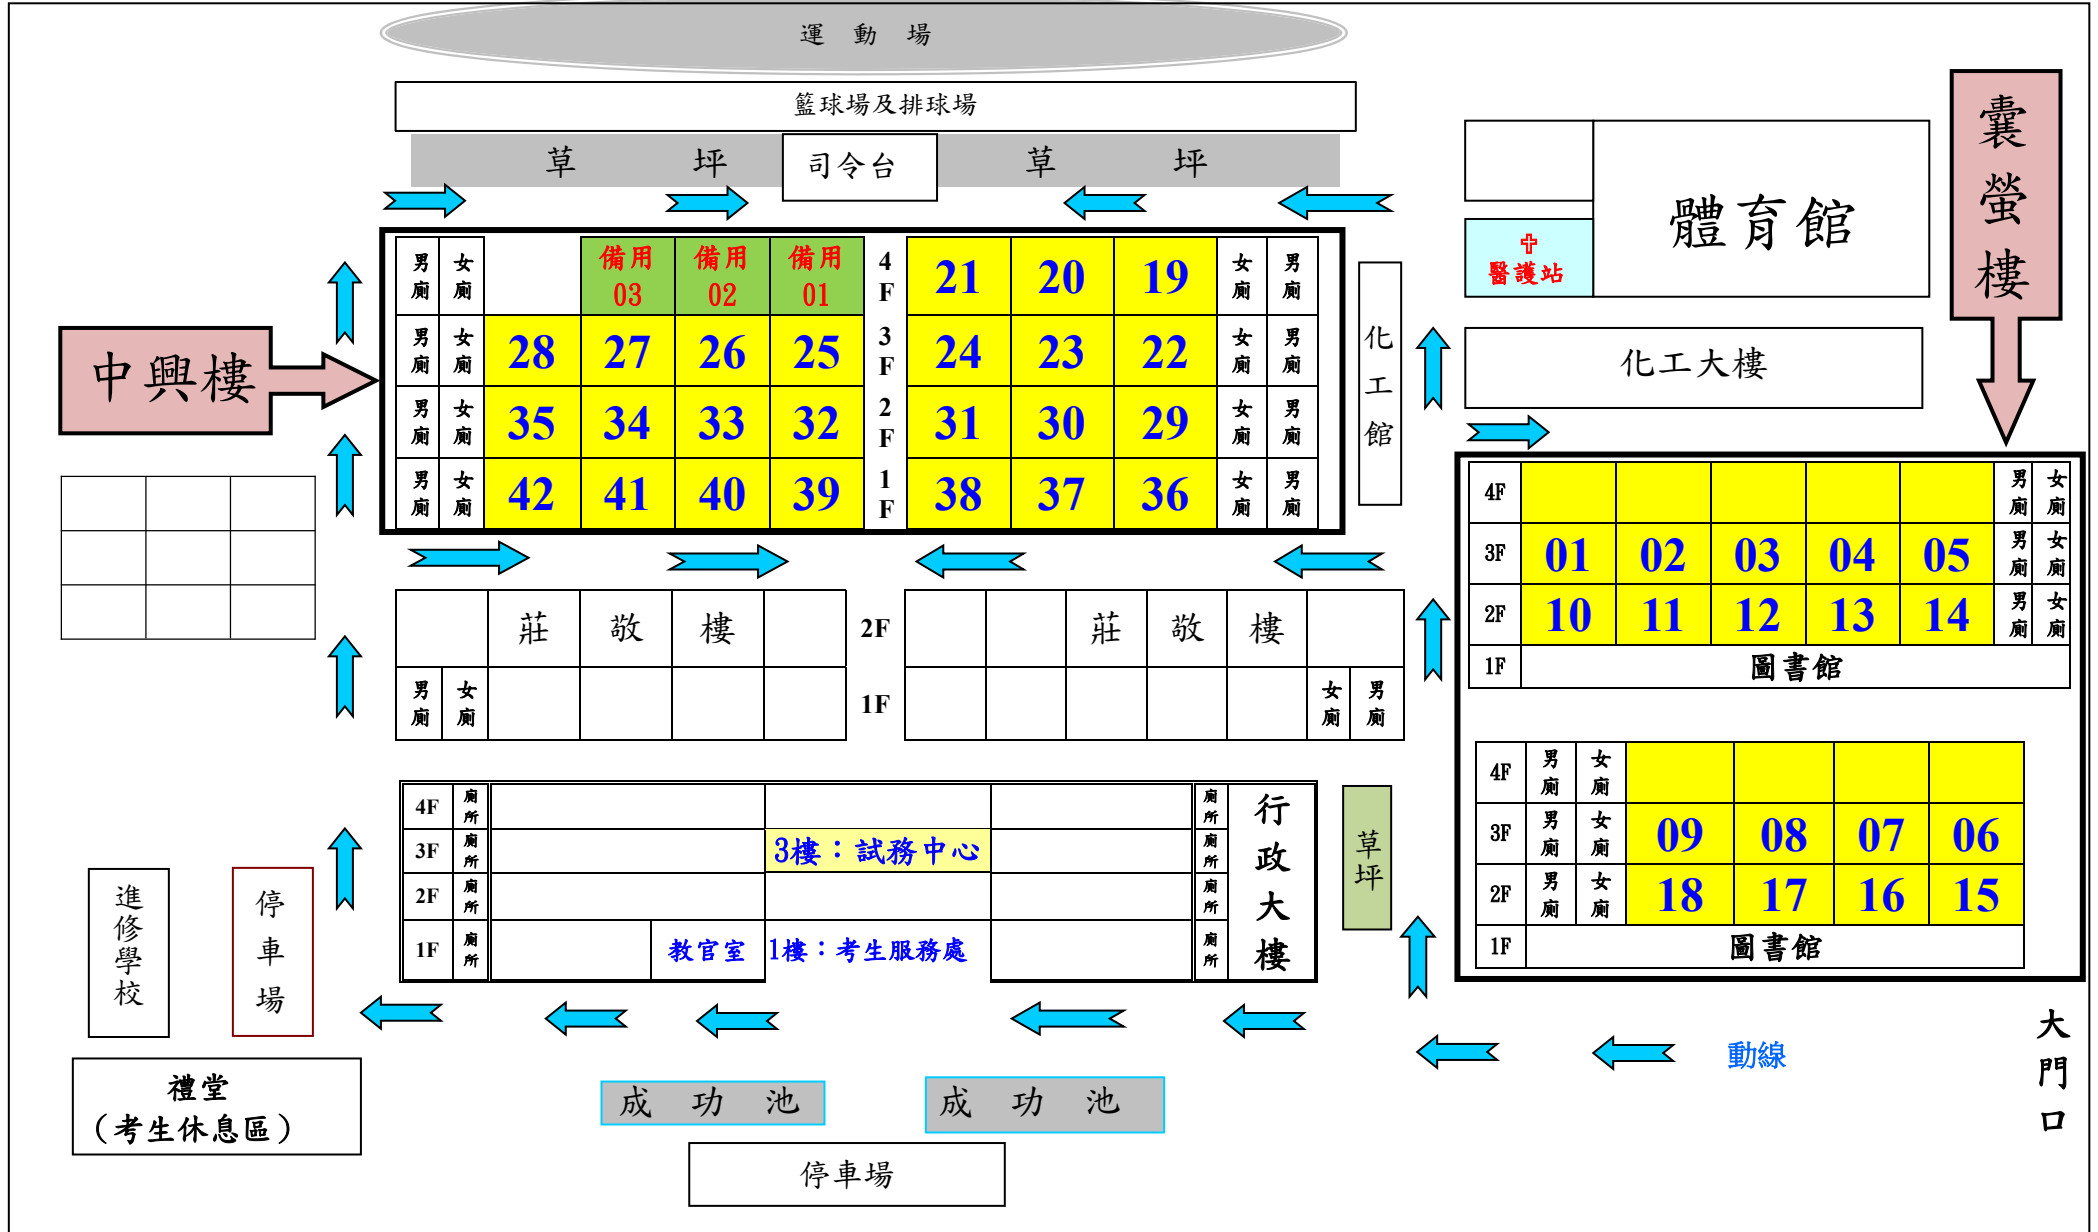 運 動 場
籃球場及排球場
草 坪 司令台 草 坪
囊螢樓
體育館
✞
醫護站
化工大樓
化工館
中興樓
男廁 女廁 備用03 備用02 備用01 4F 21 20 19 女廁 男廁
男廁 女廁 28 27 26 25 3F 24 23 22 女廁 男廁
男廁 女廁 35 34 33 32 2F 31 30 29 女廁 男廁
男廁 女廁 42 41 40 39 1F 38 37 36 女廁 男廁
4F 男廁 女廁
3F 01 02 03 04 05 男廁 女廁
2F 10 11 12 13 14 男廁 女廁
1F 圖書館
莊 敬 樓 2F 莊 敬 樓
男廁 女廁 1F 女廁 男廁
4F 男廁 女廁
3F 男廁 女廁 09 08 07 06
2F 男廁 女廁 18 17 16 15
1F 圖書館
4F 廁所 廁所
3F 廁所 3樓：試務中心 廁所
2F 廁所 廁所
1F 廁所 教官室 1樓：考生服務處 廁所
行政大樓
草坪
進修學校
停車場
大門口
動線
禮堂
（考生休息區）
成 功 池 成 功 池
停車場